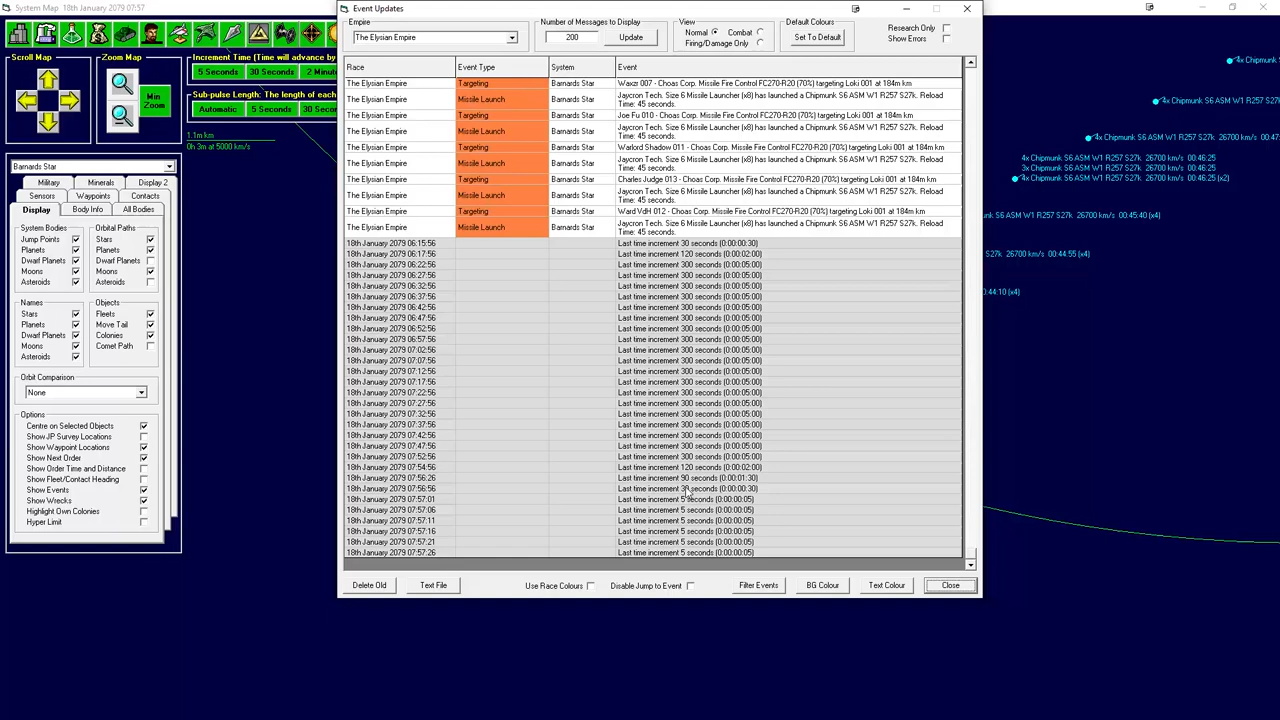 System Map  18th January 2079 07:57
Scroll Map
Zoom Map
Min
Zoom
Increment Time (Time will advance by
5 Seconds
30 Seconds
2 Minut
Sub-pulse Length: The length of each
Automatic
5 Seconds
30 Secon
1.1m km
0h 3m at 5000 km/s
Barnards Star
Military
Minerals
Display 2
Sensors
Waypoints
Contacts
Display
Body Info
All Bodies
System Bodies
Orbital Paths
Jump Points
Stars
Planets
Planets
Dwarf Planets
Dwarf Planets
Moons
Moons
Asteroids
Asteroids
Names
Objects
Stars
Fleets
Planets
Move Tail
Dwarf Planets
Colonies
Moons
Comet Path
Asteroids
Orbit Comparison
None
Options
Centre on Selected Objects
Show JP Survey Locations
Show Waypoint Locations
Show Next Order
Show Order Time and Distance
Show Fleet/Contact Heading
Show Events
Show Wrecks
Highlight Own Colonies
Hyper Limit
Event Updates
Empire
The Elysian Empire
Number of Messages to Display
200
Update
View
Normal
Combat
Firing/Damage Only
Default Colours
Set To Default
Research Only
Show Errors
Race
Event Type
System
Event
The Elysian Empire Targeting Barnards Star Waxzi 007 - Choas Corp. Missile Fire Control FC270-R20 (70%) targeting Loki 001 at 184m km
The Elysian Empire Missile Launch Barnards Star Jaycron Tech. Size 6 Missile Launcher (x8) has launched a Chipmunk S6 ASM W1 R257 S27k. Reload
Time: 45 seconds.
The Elysian Empire Targeting Barnards Star Joe Fu 010 - Choas Corp. Missile Fire Control FC270-R20 (70%) targeting Loki 001 at 184m km
The Elysian Empire Missile Launch Barnards Star Jaycron Tech. Size 6 Missile Launcher (x8) has launched a Chipmunk S6 ASM W1 R257 S27k. Reload
Time: 45 seconds.
The Elysian Empire Targeting Barnards Star Warlord Shadow 011 - Choas Corp. Missile Fire Control FC270-R20 (70%) targeting Loki 001 at 184m km
The Elysian Empire Missile Launch Barnards Star Jaycron Tech. Size 6 Missile Launcher (x8) has launched a Chipmunk S6 ASM W1 R257 S27k. Reload
Time: 45 seconds.
The Elysian Empire Targeting Barnards Star Charles Judge 013 - Choas Corp. Missile Fire Control FC270-R20 (70%) targeting Loki 001 at 184m km
The Elysian Empire Missile Launch Barnards Star Jaycron Tech. Size 6 Missile Launcher (x8) has launched a Chipmunk S6 ASM W1 R257 S27k. Reload
Time: 45 seconds.
The Elysian Empire Targeting Barnards Star Ward VdH 012 - Choas Corp. Missile Fire Control FC270-R20 (70%) targeting Loki 001 at 184m km
The Elysian Empire Missile Launch Barnards Star Jaycron Tech. Size 6 Missile Launcher (x8) has launched a Chipmunk S6 ASM W1 R257 S27k. Reload
Time: 45 seconds.
18th January 2079 06:15:56 Last time increment 30 seconds (0:00:00:30)
18th January 2079 06:17:56 Last time increment 120 seconds (0:00:02:00)
18th January 2079 06:22:56 Last time increment 300 seconds (0:00:05:00)
18th January 2079 06:27:56 Last time increment 300 seconds (0:00:05:00)
18th January 2079 06:32:56 Last time increment 300 seconds (0:00:05:00)
18th January 2079 06:37:56 Last time increment 300 seconds (0:00:05:00)
18th January 2079 06:42:56 Last time increment 300 seconds (0:00:05:00)
18th January 2079 06:47:56 Last time increment 300 seconds (0:00:05:00)
18th January 2079 06:52:56 Last time increment 300 seconds (0:00:05:00)
18th January 2079 06:57:56 Last time increment 300 seconds (0:00:05:00)
18th January 2079 07:02:56 Last time increment 300 seconds (0:00:05:00)
18th January 2079 07:07:56 Last time increment 300 seconds (0:00:05:00)
18th January 2079 07:12:56 Last time increment 300 seconds (0:00:05:00)
18th January 2079 07:17:56 Last time increment 300 seconds (0:00:05:00)
18th January 2079 07:22:56 Last time increment 300 seconds (0:00:05:00)
18th January 2079 07:27:56 Last time increment 300 seconds (0:00:05:00)
18th January 2079 07:32:56 Last time increment 300 seconds (0:00:05:00)
18th January 2079 07:37:56 Last time increment 300 seconds (0:00:05:00)
18th January 2079 07:42:56 Last time increment 300 seconds (0:00:05:00)
18th January 2079 07:47:56 Last time increment 300 seconds (0:00:05:00)
18th January 2079 07:52:56 Last time increment 300 seconds (0:00:05:00)
18th January 2079 07:54:56 Last time increment 120 seconds (0:00:02:00)
18th January 2079 07:56:26 Last time increment 90 seconds (0:00:01:30)
18th January 2079 07:56:56 Last time increment 30 seconds (0:00:00:30)
18th January 2079 07:57:01 Last time increment 5 seconds (0:00:00:05)
18th January 2079 07:57:06 Last time increment 5 seconds (0:00:00:05)
18th January 2079 07:57:11 Last time increment 5 seconds (0:00:00:05)
18th January 2079 07:57:16 Last time increment 5 seconds (0:00:00:05)
18th January 2079 07:57:21 Last time increment 5 seconds (0:00:00:05)
18th January 2079 07:57:26 Last time increment 5 seconds (0:00:00:05)
Delete Old
Text File
Use Race Colours
Disable Jump to Event
Filter Events
BG Colour
Text Colour
Close
4x Chipmunk S6
4x Chipmunk S6 ASM W1 R2
4x Chipmunk S6 ASM W1 R257 S27k 26700 km/s 00:47
4x Chipmunk S6 ASM W1 R257 S27k 26700 km/s 00:46:25
3x Chipmunk S6 ASM W1 R257 S27k 26700 km/s 00:46:25
4x Chipmunk S6 ASM W1 R257 S27k 26700 km/s 00:46:25 (x2)
unk S6 ASM W1 R257 S27k 26700 km/s 00:45:40 (x4)
S27k 26700 km/s 00:44:55 (x4)
00:44:10 (x4)